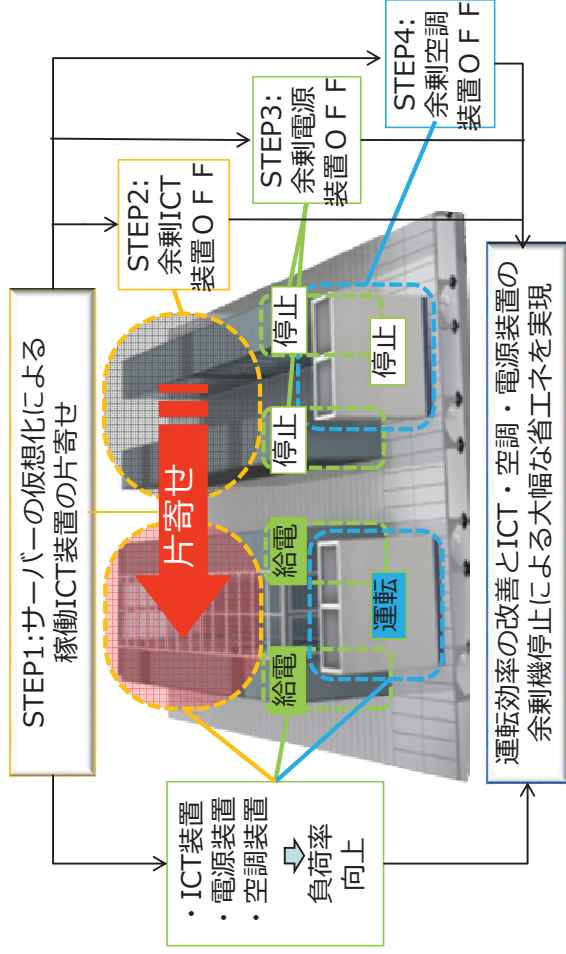 STEP1:サーバーの仮想化による
稼働ICT装置の片寄せ
・ICT装置
・電源装置
・空調装置
負荷率
向上
片寄せ
給電
給電
運転
停止
停止
停止
STEP2:
余剰ICT
装置OFF
STEP3:
余剰電源
装置OFF
STEP4:
余剰空調
装置OFF
運転効率の改善とICT・空調・電源装置の
余剰機停止による大幅な省エネを実現